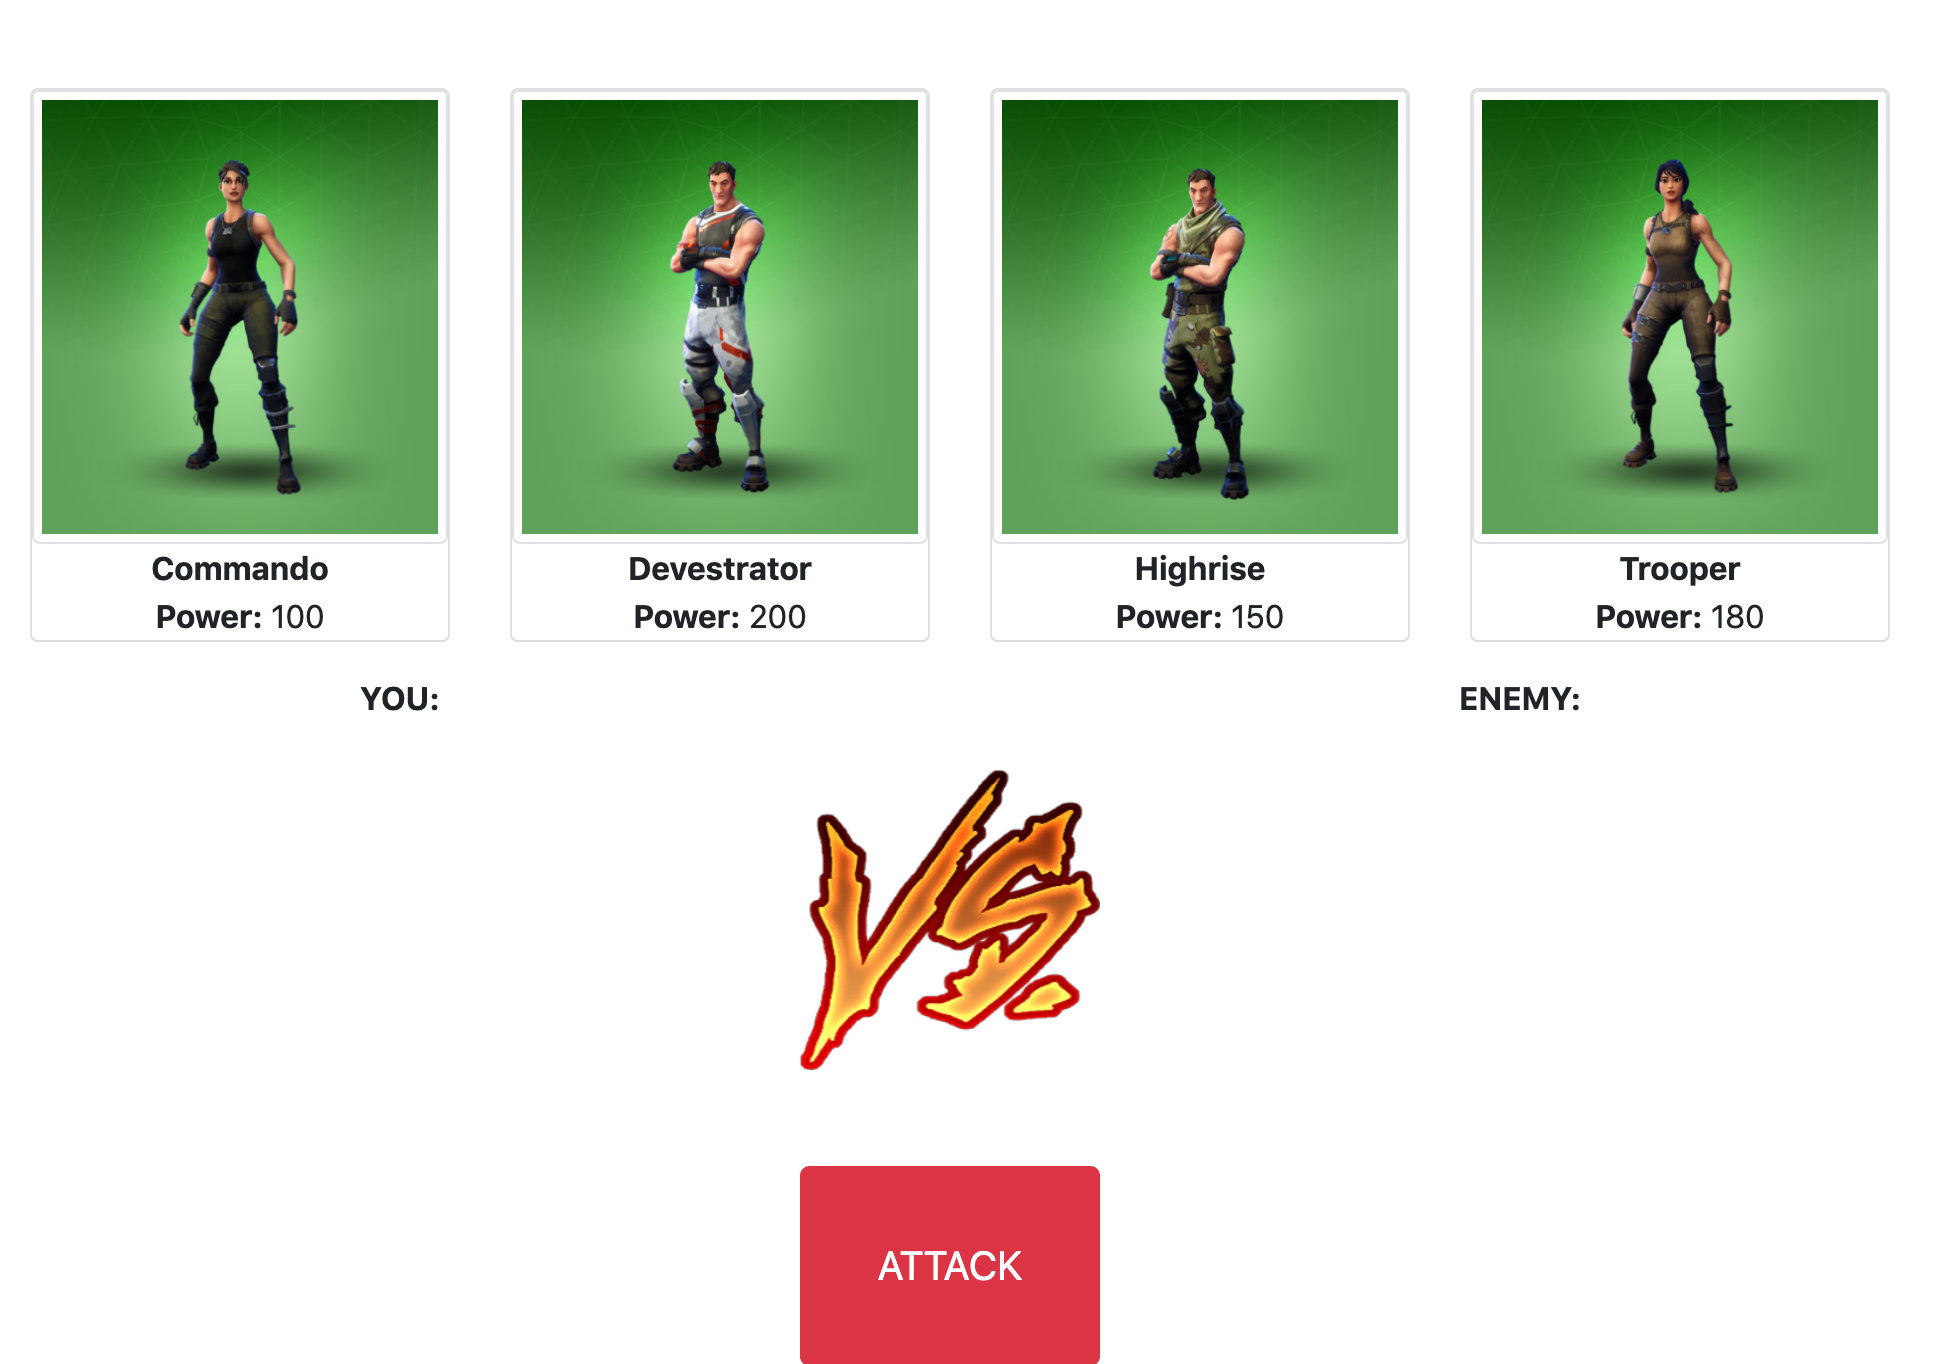 Commando
Power: 100
Devestrator
Power: 200
Highrise
Power: 150
Trooper
Power: 180
YOU:
ENEMY:
VS.
ATTACK